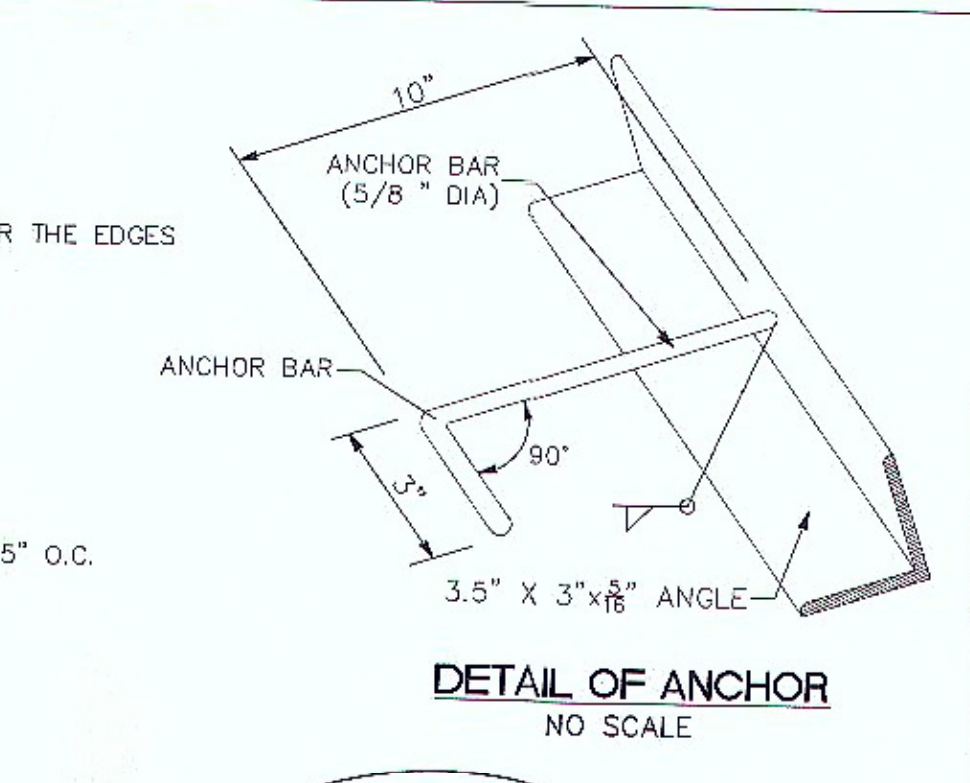 10"
ANCHOR BAR
(5/8 " DIA)
R THE EDGES
ANCHOR BAR
90°
3"
5" O.C.
3.5" X 3"x5/16" ANGLE
DETAIL OF ANCHOR
NO SCALE